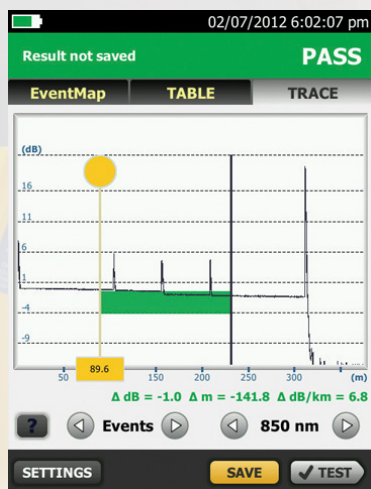 02/07/2012 6:02:07 pm
Result not saved PASS
EventMap TABLE TRACE
(dB)
16
11
6
1
-4
-9
89.6
50 150 200 250 300 (m)
Δ dB = -1.0 Δ m = -141.8 Δ dB/km = 6.8
? Events 850 nm
SETTINGS SAVE ✓TEST